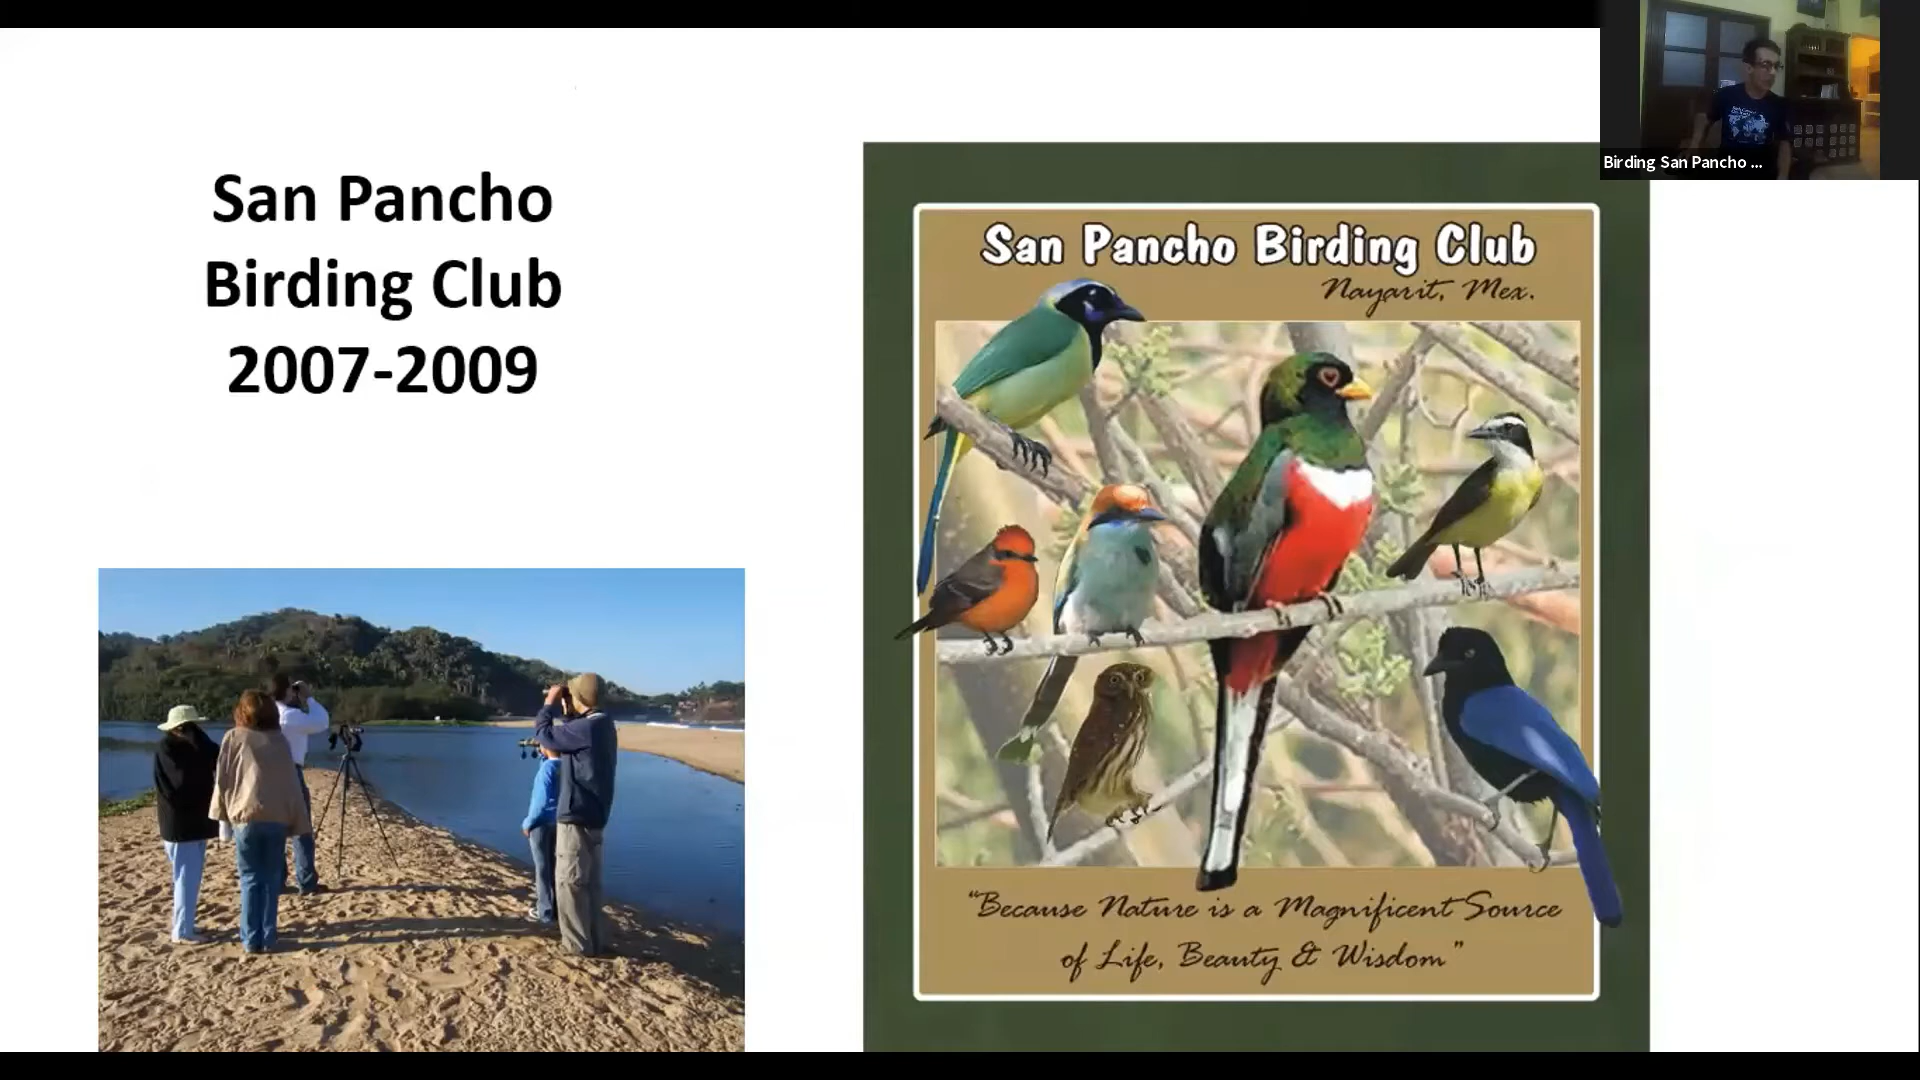 San Pancho
Birding Club
2007-2009
San Pancho Birding Club
Nayarit, Mex.
“Because Nature is a Magnificent Source
of Life, Beauty & Wisdom”
Birding San Pancho ...